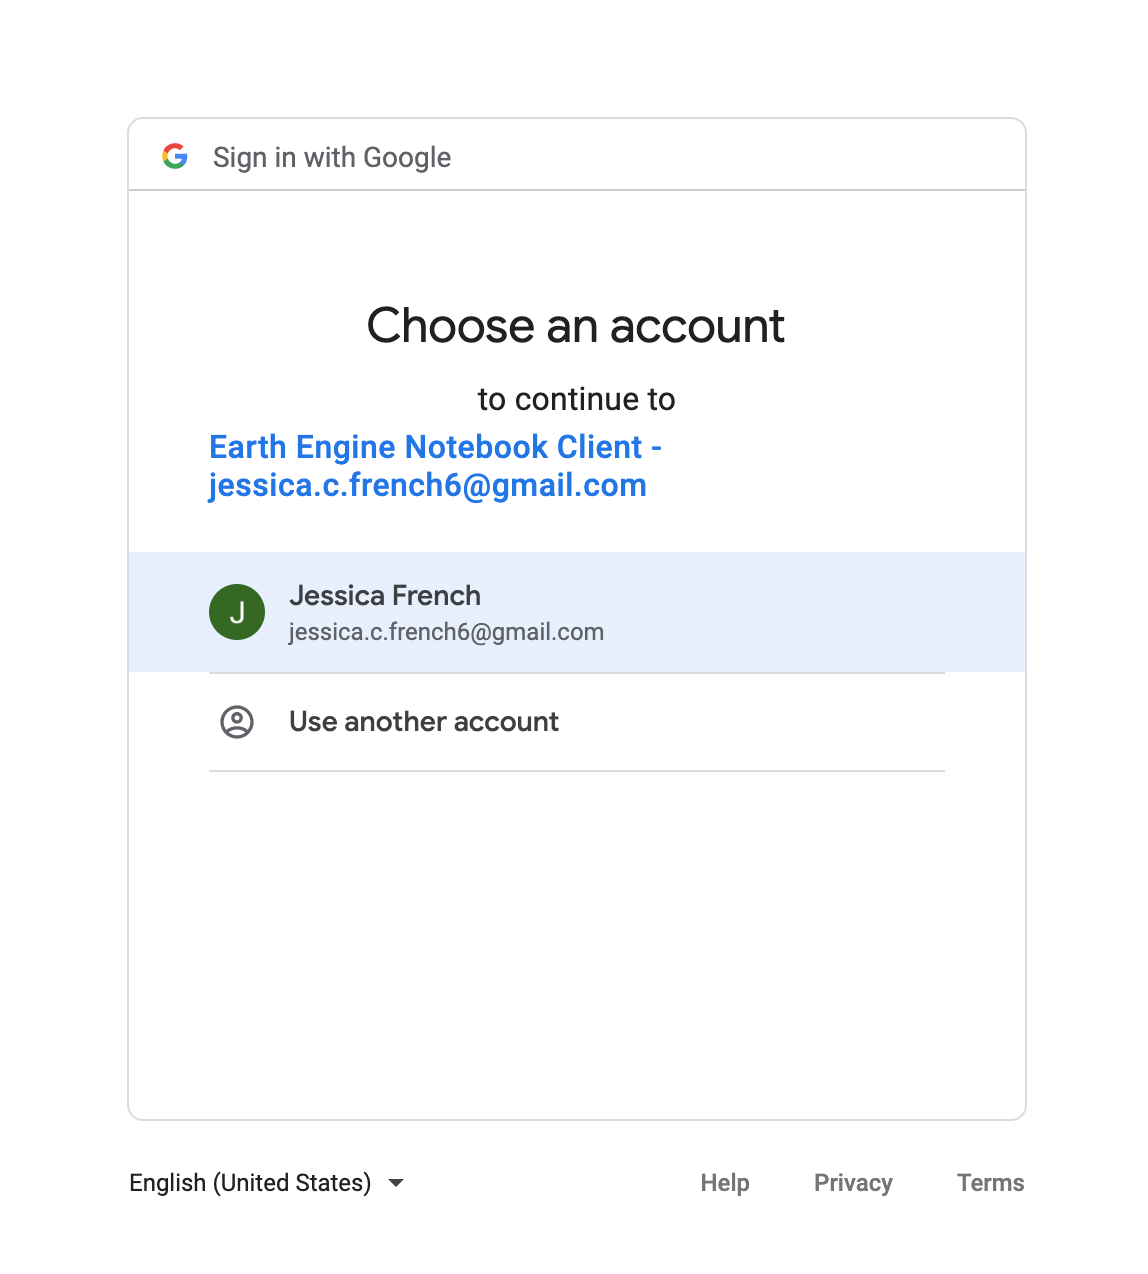 Sign in with Google
Choose an account
to continue to
Earth Engine Notebook Client -
jessica.c.french6@gmail.com
J
Jessica French
jessica.c.french6@gmail.com
Use another account
English (United States)
Help
Privacy
Terms